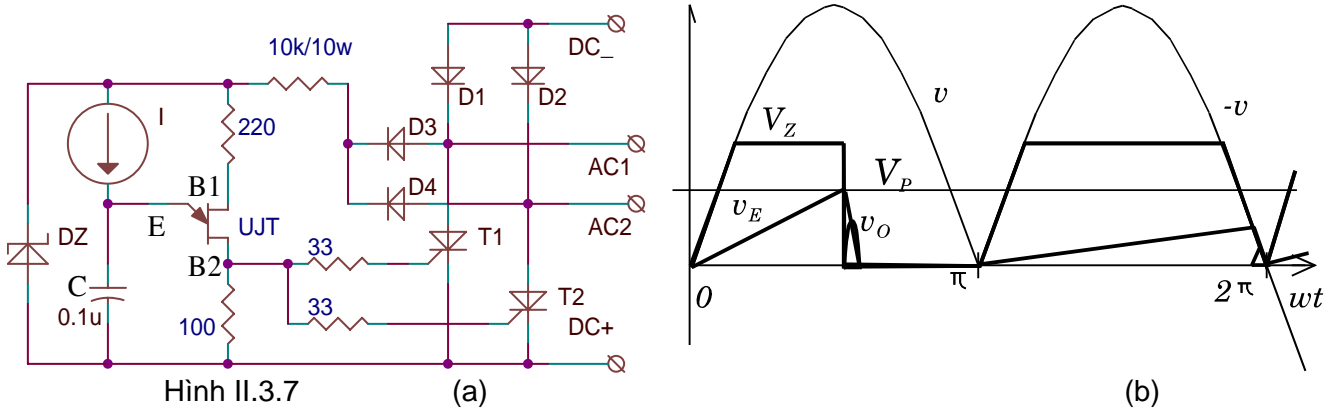 10k/10w
DC_
D1
D2
I
220
D3
AC1
B1
D4
AC2
E
UJT
DZ
33
T1
B2
C
0.1u
100
33
T2
DC+
Hình II.3.7 (a)
v
-v
V_Z
V_P
v_E
v_O
0
π
2π
wt
(b)